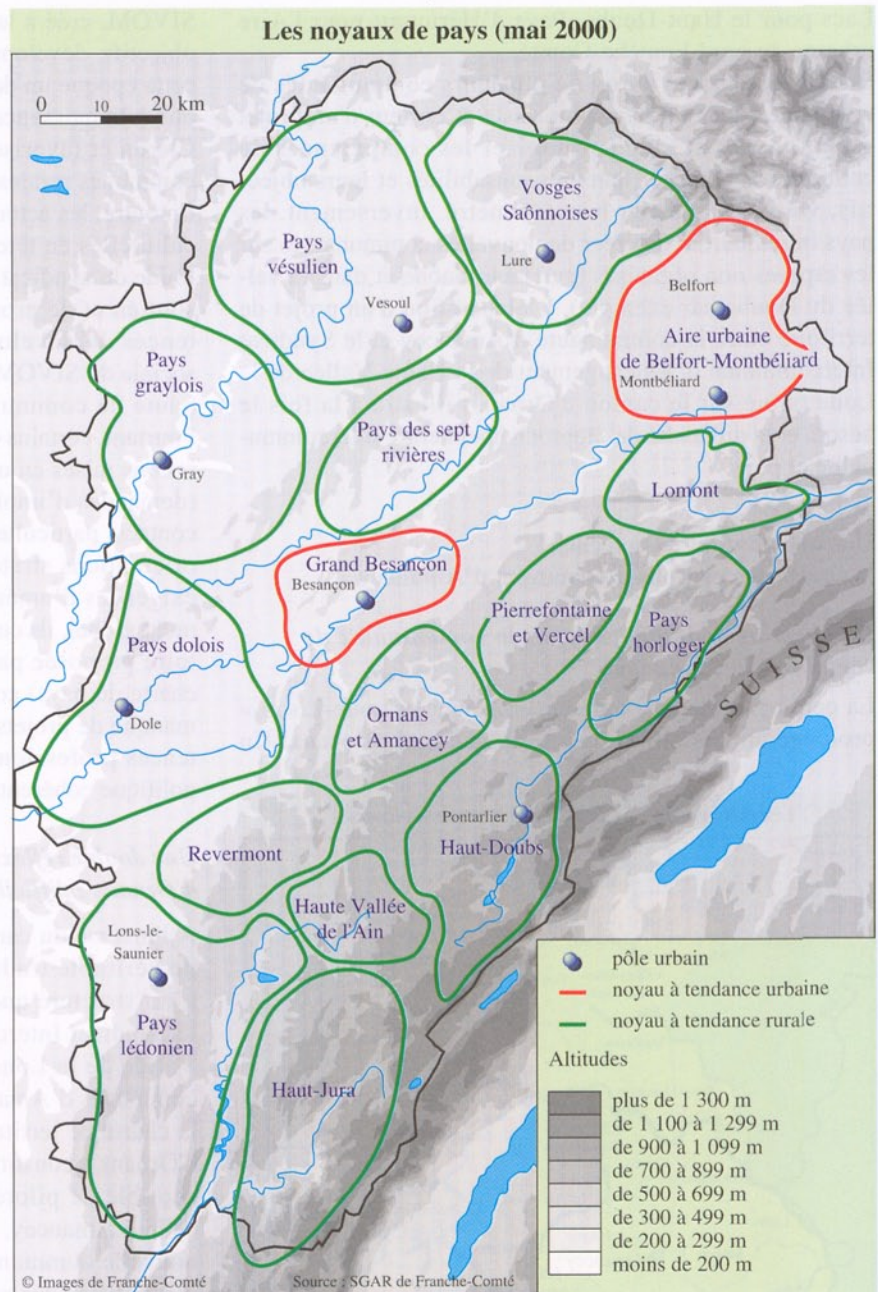 Les noyaux de pays (mai 2000)
0 10 20 km
Vosges
Saônnoises
Lure
Pays
vésulien
Vesoul
Belfort
Aire urbaine
de Belfort-Montbéliard
Montbéliard
Pays
graylois
Gray
Pays des sept
rivières
Lomont
Grand Besançon
Besançon
Pierrefontaine
et Vercel
Pays
horloger
SUISSE
Pays dolois
Dole
Ornans
et Amancey
Pontarlier
Haut-Doubs
Revermont
Haute Vallée
de l'Ain
Lons-le-
Saunier
Pays
lédonien
Haut-Jura
pôle urbain
noyau à tendance urbaine
noyau à tendance rurale
Altitudes
plus de 1 300 m
de 1 100 à 1 299 m
de 900 à 1 099 m
de 700 à 899 m
de 500 à 699 m
de 300 à 499 m
de 200 à 299 m
moins de 200 m
© Images de Franche-Comté
Source : SGAR de Franche-Comté